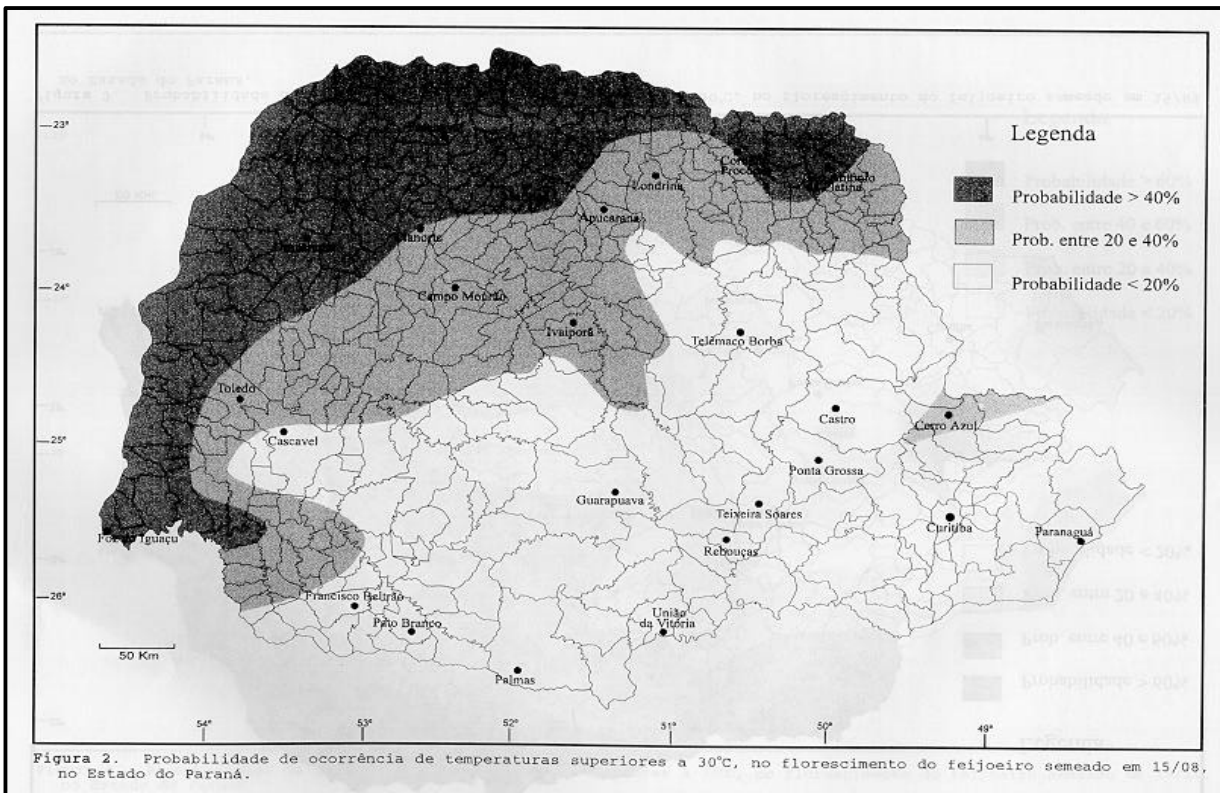 Legenda
Probabilidade > 40%
Prob. entre 20 e 40%
Probabilidade < 20%
23°
24°
25°
26°
Londrina
Apucarana
Campo Mourão
Ivaiporã
Telêmaco Borba
Toledo
Cascavel
Castro
Cerro Azul
Ponta Grossa
Guarapuava
Teixeira Soares
Curitiba
Paranaguá
Rebouças
Francisco Beltrão
Pato Branco
União
da Vitória
Palmas
50 Km
54°
53°
52°
51°
50°
49°
Figura 2. Probabilidade de ocorrência de temperaturas superiores a 30°C, no florescimento do feijoeiro semeado em 15/08,
no Estado do Paraná.